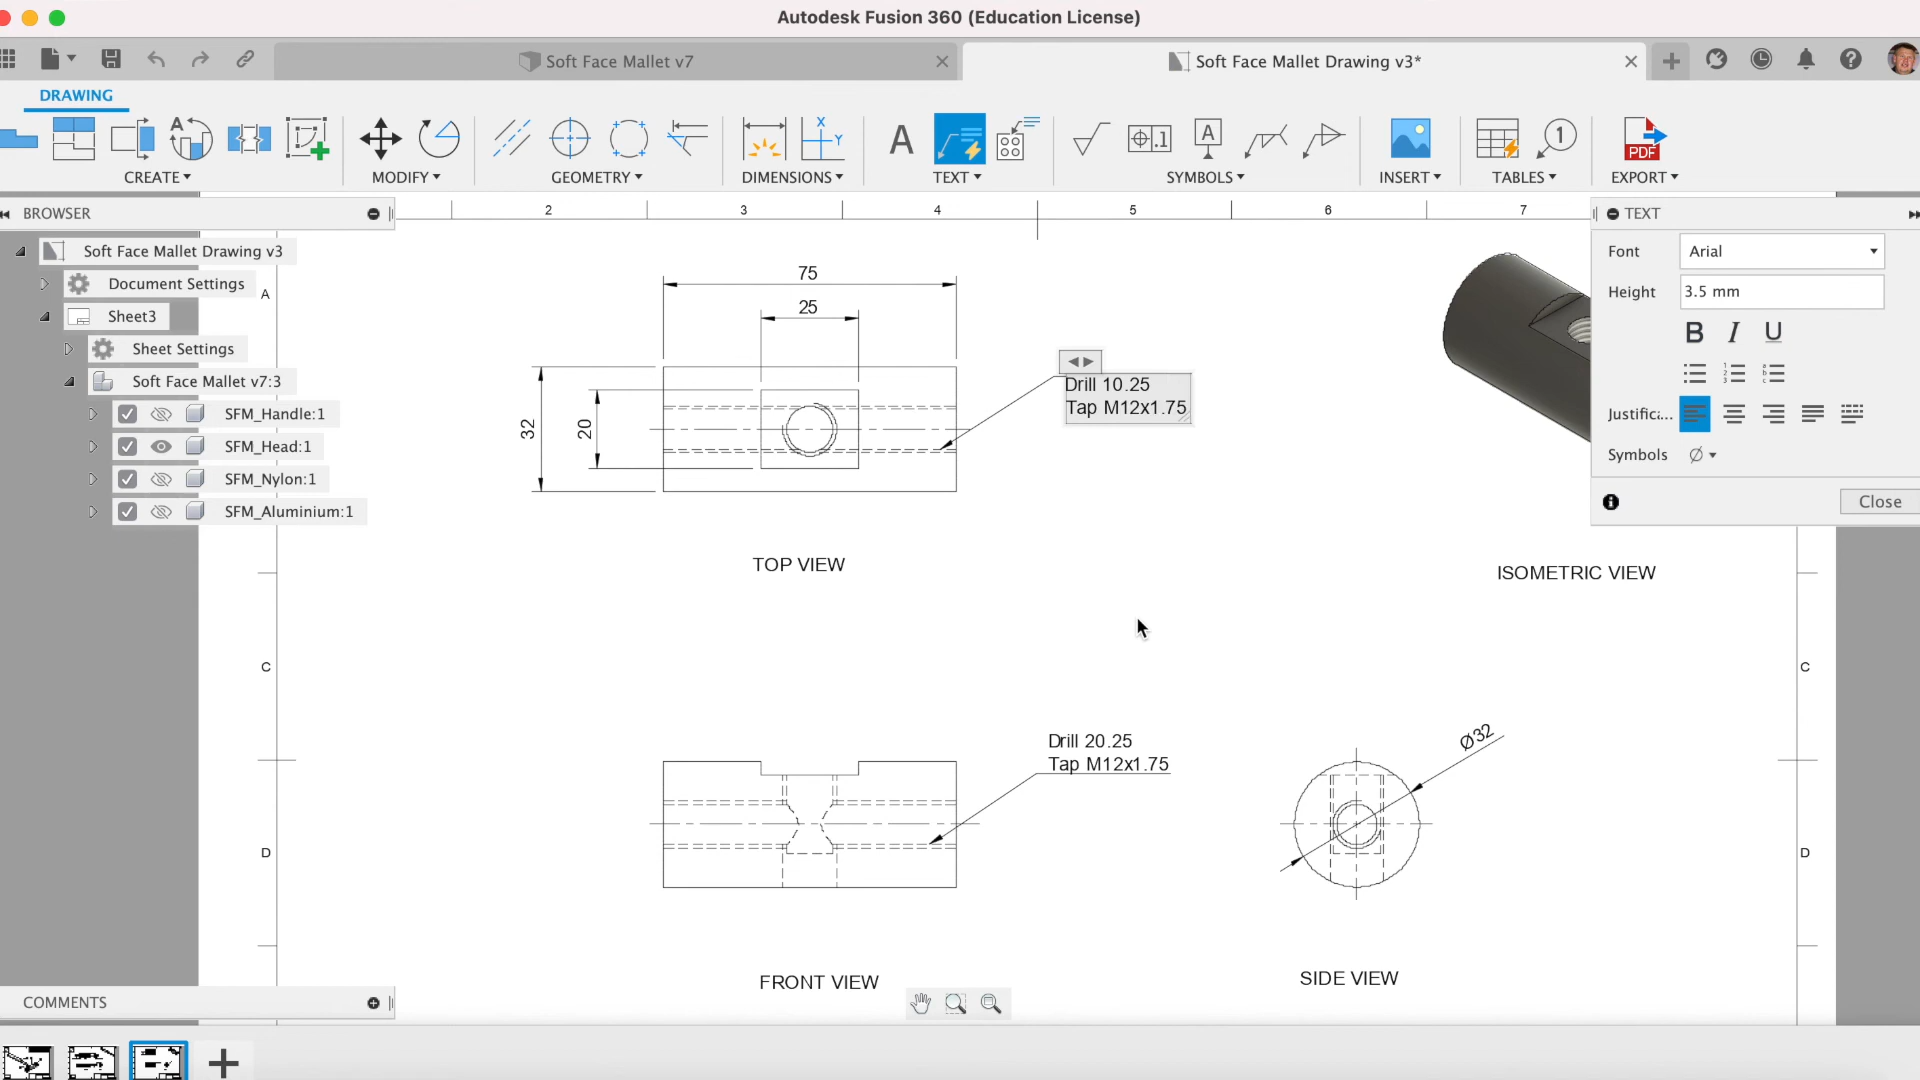 Autodesk Fusion 360 (Education License)
Soft Face Mallet v7
Soft Face Mallet Drawing v3*
DRAWING
CREATE
MODIFY
GEOMETRY
DIMENSIONS
TEXT
SYMBOLS
INSERT
TABLES
EXPORT
BROWSER
Soft Face Mallet Drawing v3
Document Settings
Sheet3
Sheet Settings
Soft Face Mallet v7:3
SFM_Handle:1
SFM_Head:1
SFM_Nylon:1
SFM_Aluminium:1
COMMENTS
2
3
4
5
6
7
A
C
D
C
D
75
25
32
20
Drill 10.25
Tap M12x1.75
TOP VIEW
ISOMETRIC VIEW
Drill 20.25
Tap M12x1.75
Ø32
FRONT VIEW
SIDE VIEW
TEXT
Font
Arial
Height
3.5 mm
B I U
Justific...
Symbols
Ø
Close
PDF